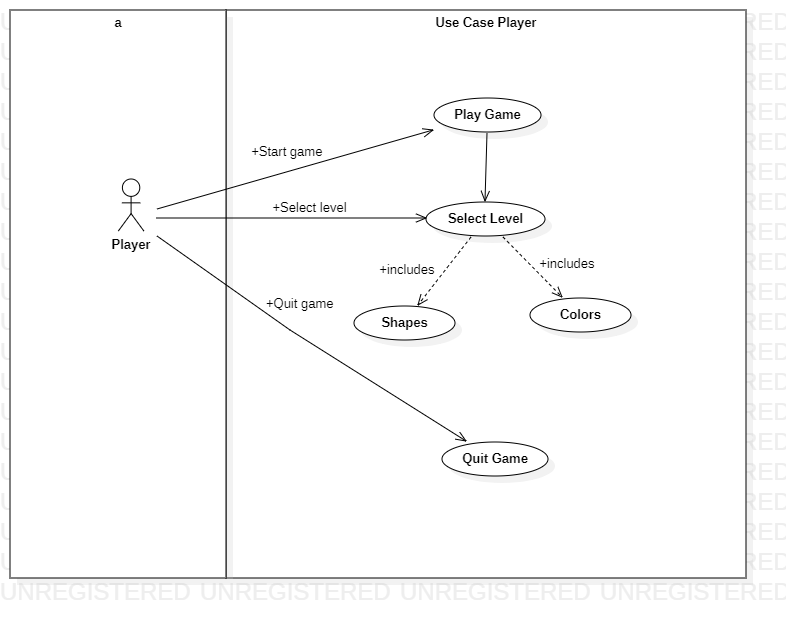 a
Use Case Player
Play Game
+Start game
+Select level
Select Level
Player
+includes
+includes
+Quit game
Shapes
Colors
Quit Game
UNREGISTERED UNREGISTERED UNREGISTERED UNREGISTERED